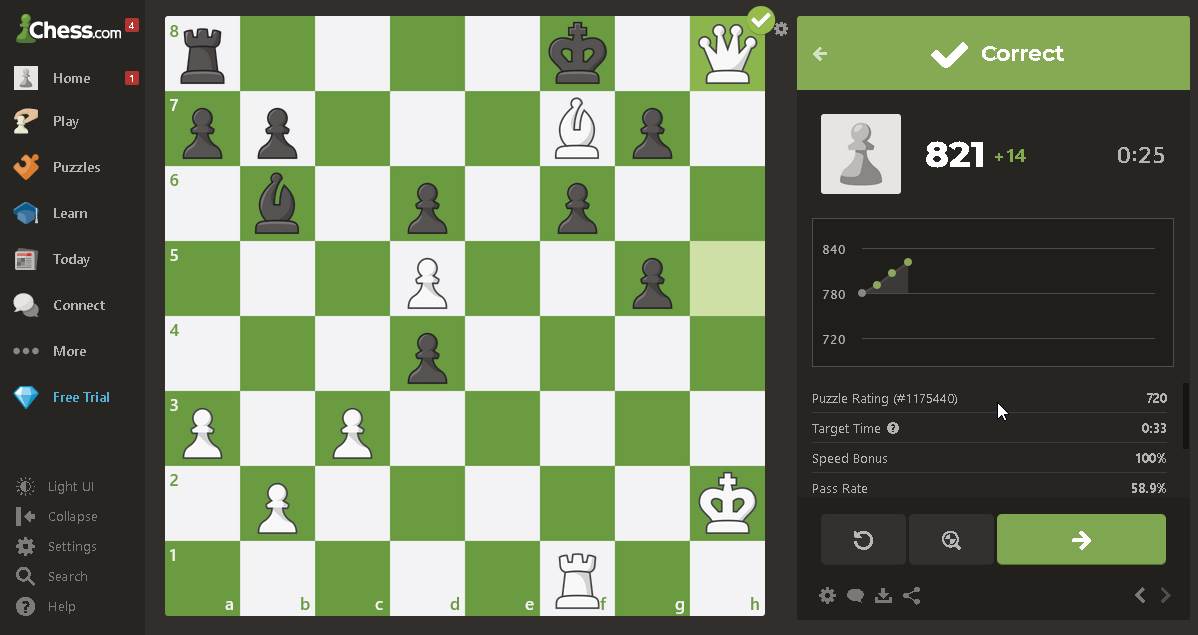 Chess.com 4
Home 1
Play
Puzzles
Learn
Today
Connect
More
Free Trial
Light UI
Collapse
Settings
Search
Help
8
7
6
5
4
3
2
1
a b c d e f g h
Correct
821 +14 0:25
840
780
720
Puzzle Rating (#1175440) 720
Target Time ? 0:33
Speed Bonus 100%
Pass Rate 58.9%